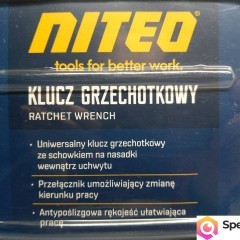 NITEO
tools for better work.
KLUCZ GRZECHOTKOWY
RATCHET WRENCH
• Uniwersalny klucz grzechotkowy
ze schowkiem na nasadki
wewnątrz uchwytu
• Przełącznik umożliwiający zmianę
kierunku pracy
• Antypoślizgowa rękojeść ułatwiająca
pracę